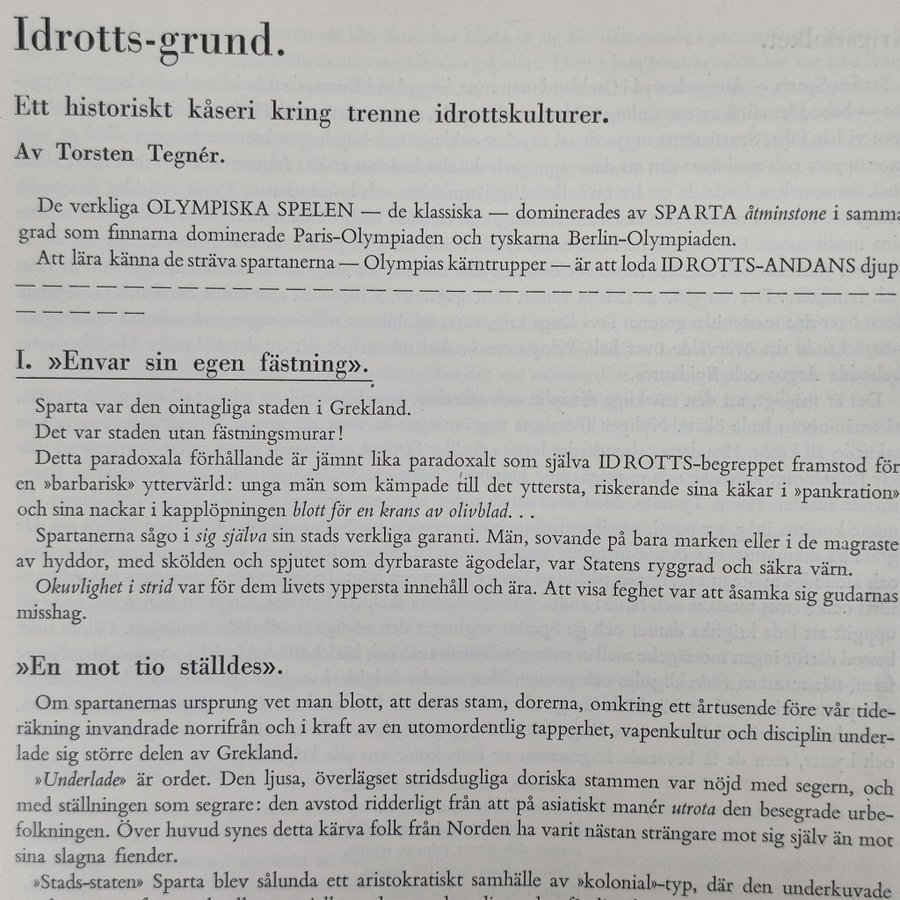 Idrotts-grund.
Ett historiskt kåseri kring trenne idrottskulturer.
Av Torsten Tegnér.
De verkliga OLYMPISKA SPELEN — de klassiska — dominerades av SPARTA åtminstone i samma
grad som finnarna dominerade Paris-Olympiaden och tyskarna Berlin-Olympiaden.
Att lära känna de sträva spartanerna — Olympias kärntrupper — är att loda IDROTTS-ANDANS djup
I. »Envar sin egen fästning».
Sparta var den ointagliga staden i Grekland.
Det var staden utan fästningsmurar!
Detta paradoxala förhållande är jämnt lika paradoxalt som själva IDROTTS-begreppet framstod för
en »barbarisk» yttervärld: unga män som kämpade till det yttersta, riskerande sina käkar i »pankration»
och sina nackar i kapplöpningen blott för en krans av olivblad. . .
Spartanerna sågo i sig själva sin stads verkliga garanti. Män, sovande på bara marken eller i de magraste
av hyddor, med skölden och spjutet som dyrbaraste ägodelar, var Statens ryggrad och säkra värn.
Okuvlighet i strid var för dem livets yppersta innehåll och ära. Att visa feghet var att åsamka sig gudarnas
misshag.
»En mot tio ställdes».
Om spartanernas ursprung vet man blott, att deras stam, dorerna, omkring ett årtusende före vår tide-
räkning invandrade norrifrån och i kraft av en utomordentlig tapperhet, vapenkultur och disciplin under-
lade sig större delen av Grekland.
»Underlade» är ordet. Den ljusa, överlägset stridsdugliga doriska stammen var nöjd med segern, och
med ställningen som segrare: den avstod ridderligt från att på asiatiskt manér utrota den besegrade urbe-
folkningen. Över huvud synes detta kärva folk från Norden ha varit nästan strängare mot sig själv än mot
sina slagna fiender.
»Stads-staten» Sparta blev sålunda ett aristokratiskt samhälle av »kolonial»-typ, där den underkuvade